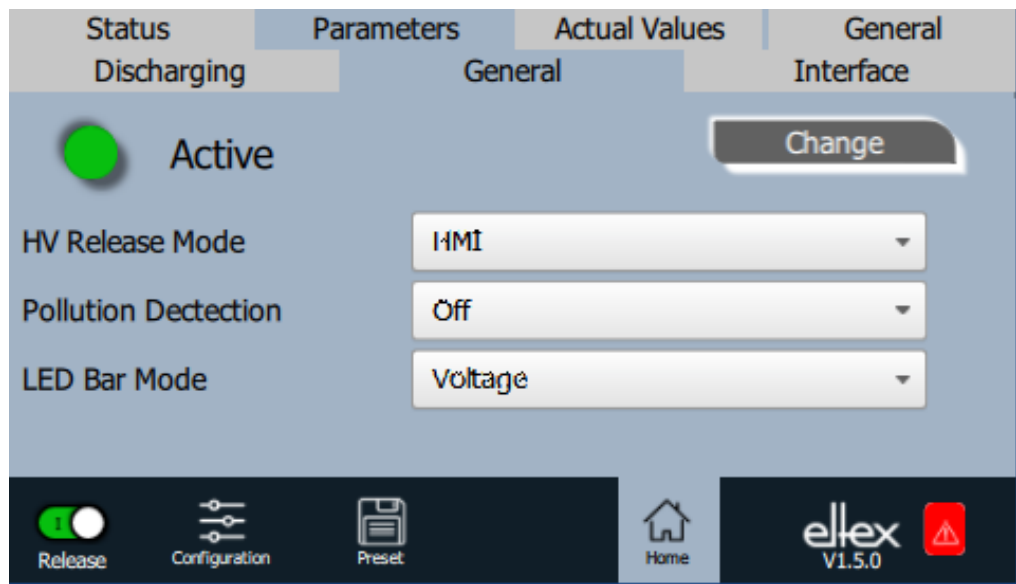 Status Parameters Actual Values General
Discharging General Interface
Active Change
HV Release Mode HMI
Pollution Dectection Off
LED Bar Mode Voltage
Release Configuration Preset Home eltex
V1.5.0